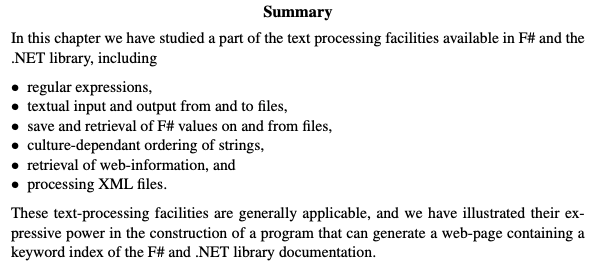 Summary
In this chapter we have studied a part of the text processing facilities available in F# and the
.NET library, including
• regular expressions,
• textual input and output from and to files,
• save and retrieval of F# values on and from files,
• culture-dependant ordering of strings,
• retrieval of web-information, and
• processing XML files.
These text-processing facilities are generally applicable, and we have illustrated their ex-
pressive power in the construction of a program that can generate a web-page containing a
keyword index of the F# and .NET library documentation.